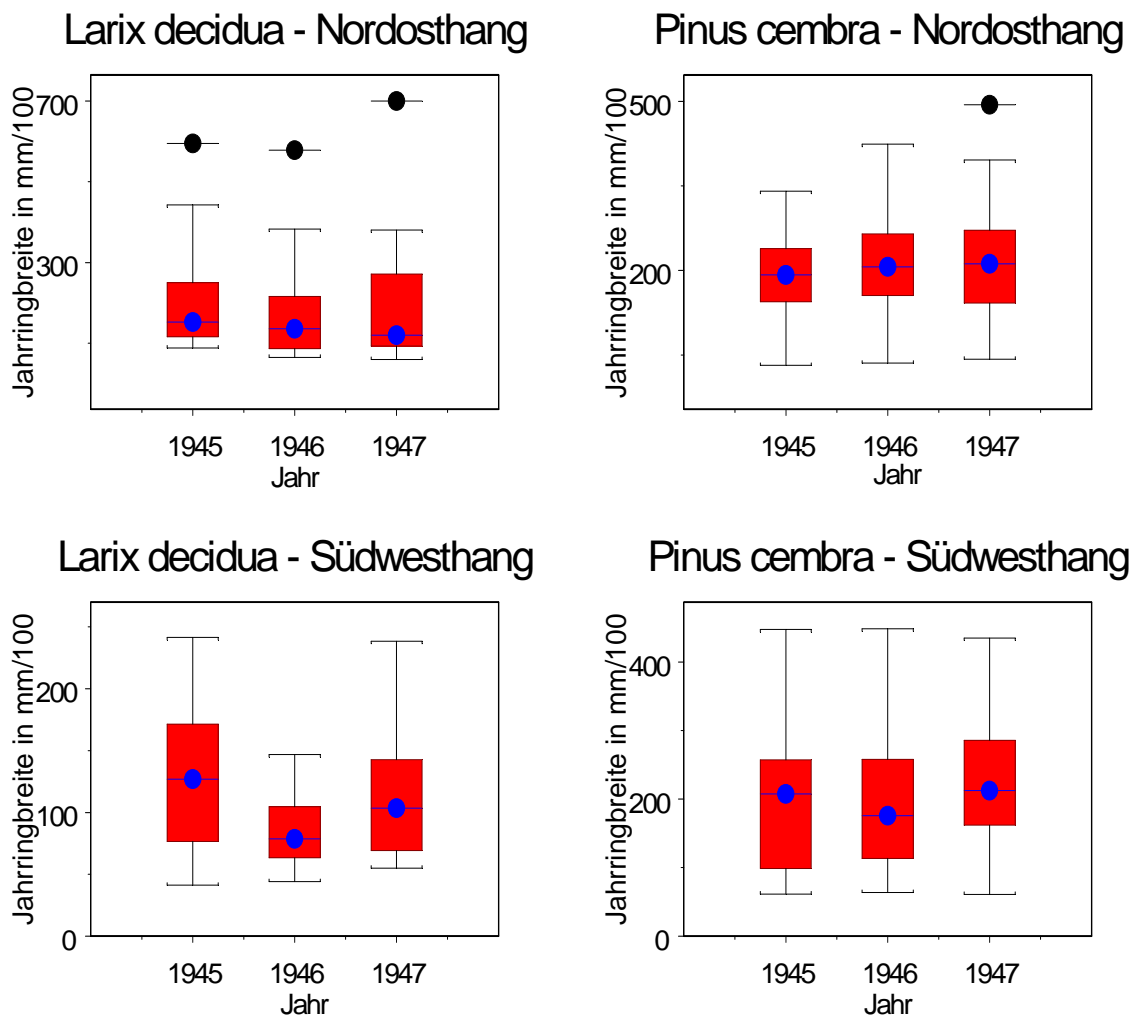 Larix decidua - Nordosthang
Jahrringbreite in mm/100
700
300
1945 1946 1947
Jahr
Pinus cembra - Nordosthang
Jahrringbreite in mm/100
500
200
1945 1946 1947
Jahr
Larix decidua - Südwesthang
Jahrringbreite in mm/100
200
100
0
1945 1946 1947
Jahr
Pinus cembra - Südwesthang
Jahrringbreite in mm/100
400
200
0
1945 1946 1947
Jahr